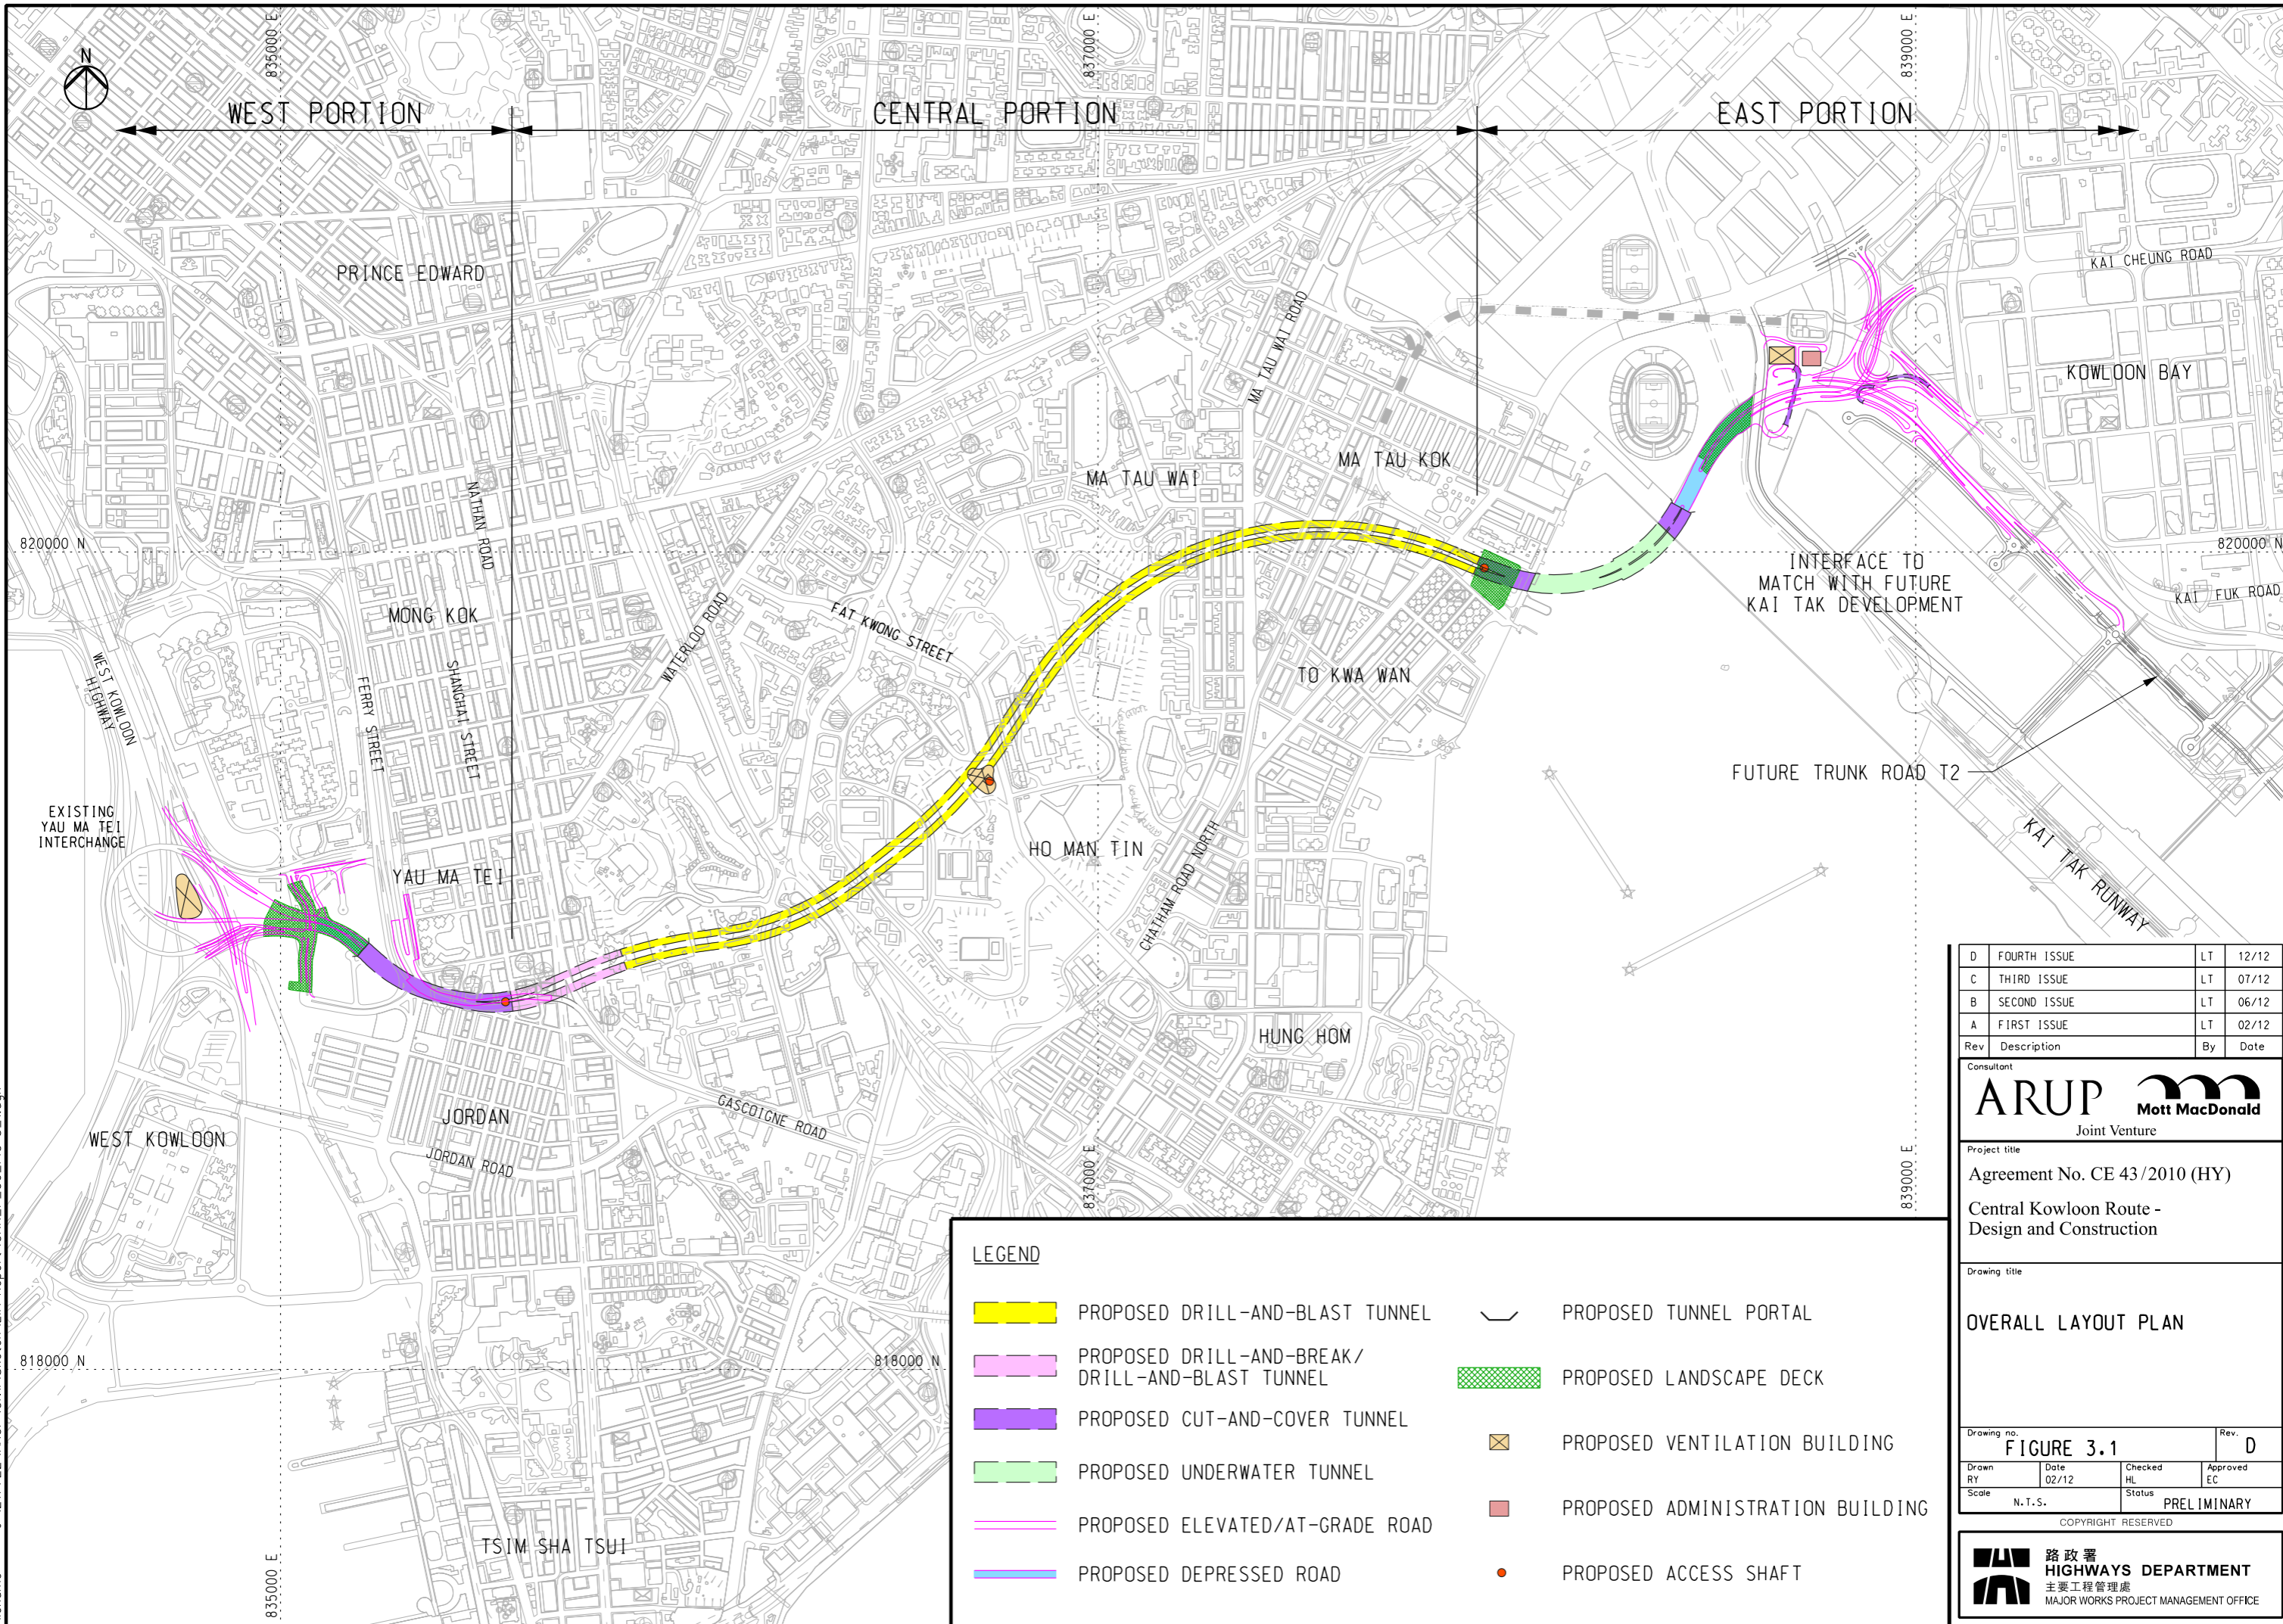 N
835000 E
837000 E
839000 E
WEST PORTION
CENTRAL PORTION
EAST PORTION
PRINCE EDWARD
KAI CHEUNG ROAD
MA TAU WAI ROAD
KOWLOON BAY
MA TAU KOK
MA TAU WAI
NATHAN ROAD
820000 N
820000 N
INTERFACE TO
MATCH WITH FUTURE
KAI TAK DEVELOPMENT
KAI FUK ROAD
MONG KOK
FAT KWONG STREET
WATERLOO ROAD
WEST KOWLOON
HIGHWAY
FERRY STREET
SHANGHAI STREET
TO KWA WAN
FUTURE TRUNK ROAD T2
EXISTING
YAU MA TEI
INTERCHANGE
YAU MA TEI
HO MAN TIN
CHATHAM ROAD NORTH
KAI TAK RUNWAY
HUNG HOM
JORDAN
GASCOIGNE ROAD
WEST KOWLOON
JORDAN ROAD
837000 E
839000 E
818000 N
818000 N
TSIM SHA TSUI
835000 E
LEGEND
PROPOSED DRILL-AND-BLAST TUNNEL
PROPOSED DRILL-AND-BREAK/
DRILL-AND-BLAST TUNNEL
PROPOSED CUT-AND-COVER TUNNEL
PROPOSED UNDERWATER TUNNEL
PROPOSED ELEVATED/AT-GRADE ROAD
PROPOSED DEPRESSED ROAD
PROPOSED TUNNEL PORTAL
PROPOSED LANDSCAPE DECK
PROPOSED VENTILATION BUILDING
PROPOSED ADMINISTRATION BUILDING
PROPOSED ACCESS SHAFT
D FOURTH ISSUE LT 12/12
C THIRD ISSUE LT 07/12
B SECOND ISSUE LT 06/12
A FIRST ISSUE LT 02/12
Rev Description By Date
Consultant
ARUP
Mott MacDonald
Joint Venture
Project title
Agreement No. CE 43/2010 (HY)
Central Kowloon Route -
Design and Construction
Drawing title
OVERALL LAYOUT PLAN
Drawing no. Rev.
FIGURE 3.1 D
Drawn Date Checked Approved
RY 02/12 HL EC
Scale Status
N.T.S. PRELIMINARY
COPYRIGHT RESERVED
路政署
HIGHWAYS DEPARTMENT
主要工程管理處
MAJOR WORKS PROJECT MANAGEMENT OFFICE